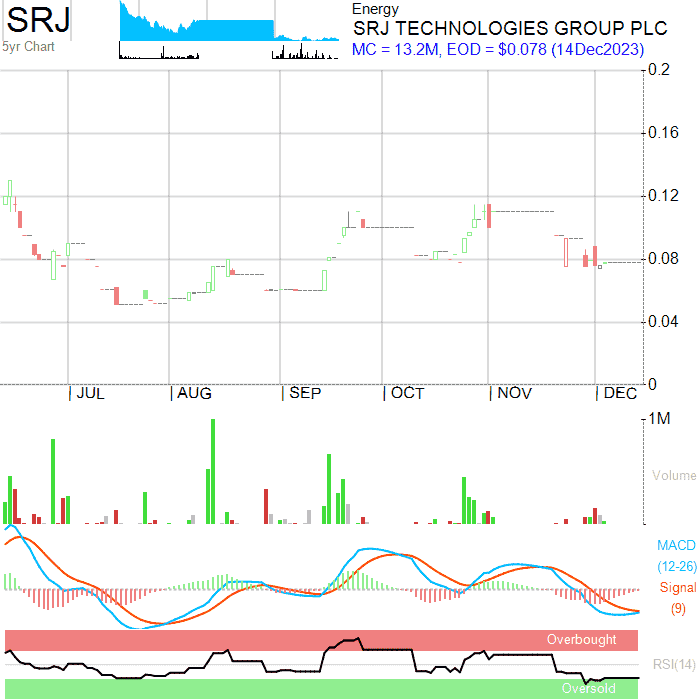 SRJ
5yr Chart
Energy
SRJ TECHNOLOGIES GROUP PLC
MC = 13.2M, EOD = $0.078 (14Dec2023)
0.2
0.16
0.12
0.08
0.04
0
JUL AUG SEP OCT NOV DEC
1M
Volume
MACD
(12-26)
Signal
(9)
Overbought
RSI(14)
Oversold